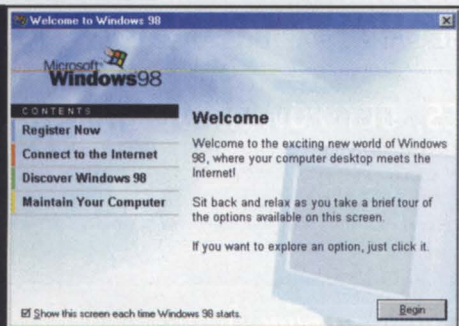 Welcome to Windows 98
Microsoft
Windows98
CONTENTS
Register Now
Connect to the Internet
Discover Windows 98
Maintain Your Computer
Welcome
Welcome to the exciting new world of Windows
98, where your computer desktop meets the
Internet!
Sit back and relax as you take a brief tour of
the options available on this screen.
If you want to explore an option, just click it.
Show this screen each time Windows 98 starts.
Begin